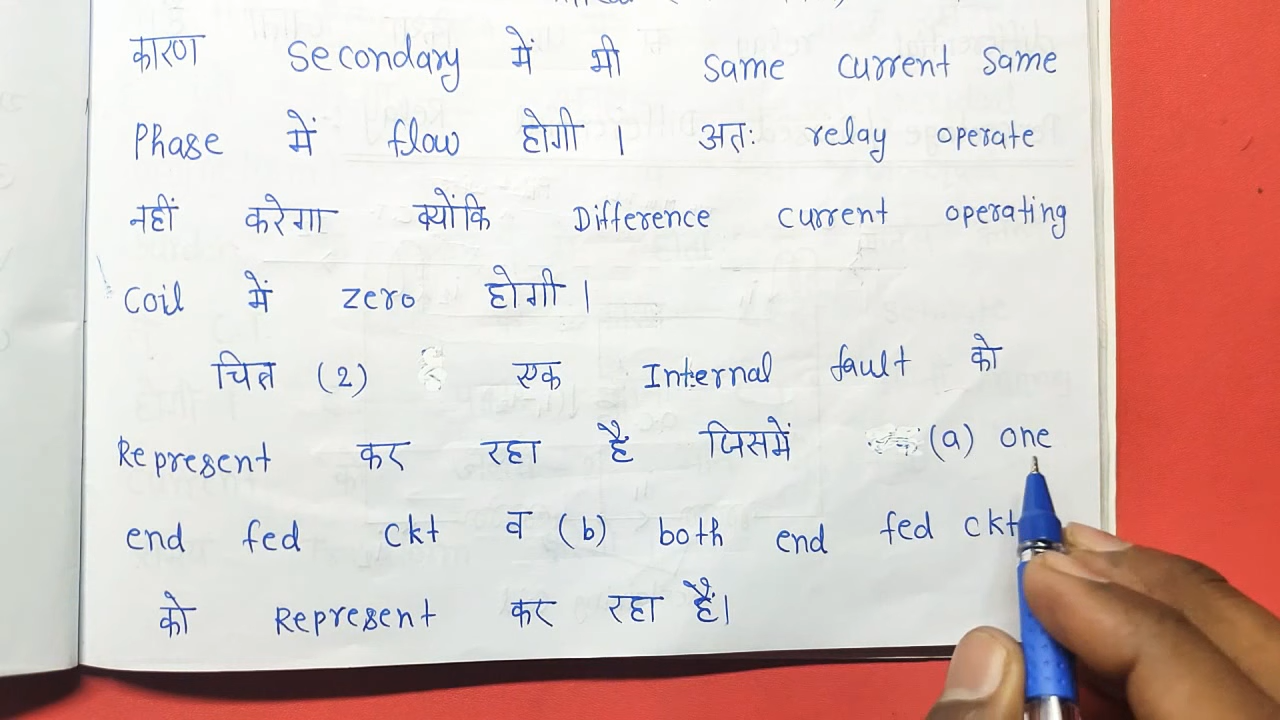 कारण secondary में भी same current same
Phase में flow होगी । अतः relay operate
नहीं करेगा क्योंकि Difference current operating
coil में zero होगी ।
चित्र (2) एक Internal fault को
Represent कर रहा है जिसमें (a) one
end fed ckt व (b) both end fed ckt
को Represent कर रहा हैं।